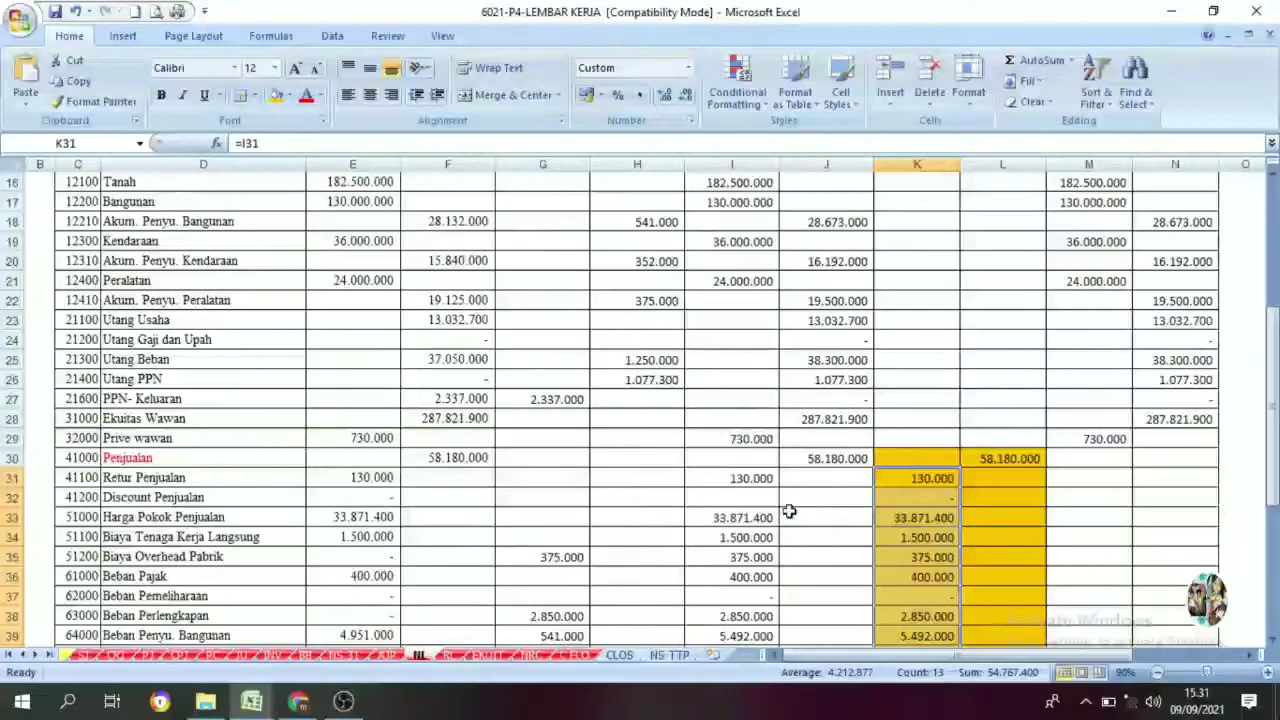 6021-P4-LEMBAR KERJA [Compatibility Mode] - Microsoft Excel
Home Insert Page Layout Formulas Data Review View
Paste Cut Copy Format Painter Clipboard
Calibri 12 A A B I U A Font
Wrap Text Merge & Center Alignment
Custom % , Number
Conditional Formatting Format as Table Cell Styles Styles
Insert Delete Format Cells
Σ AutoSum Fill Clear Sort & Filter Find & Select Editing
K31 fx =I31
B C D E F G H I J K L M N O
16 12100 Tanah 182.500.000 182.500.000 182.500.000
17 12200 Bangunan 130.000.000 130.000.000 130.000.000
18 12210 Akum. Penyu. Bangunan 28.132.000 541.000 28.673.000 28.673.000
19 12300 Kendaraan 36.000.000 36.000.000 36.000.000
20 12310 Akum. Penyu. Kendaraan 15.840.000 352.000 16.192.000 16.192.000
21 12400 Peralatan 24.000.000 24.000.000 24.000.000
22 12410 Akum. Penyu. Peralatan 19.125.000 375.000 19.500.000 19.500.000
23 21100 Utang Usaha 13.032.700 13.032.700 13.032.700
24 21200 Utang Gaji dan Upah - - -
25 21300 Utang Beban 37.050.000 1.250.000 38.300.000 38.300.000
26 21400 Utang PPN - 1.077.300 1.077.300 1.077.300
27 21600 PPN- Keluaran 2.337.000 2.337.000 - -
28 31000 Ekuitas Wawan 287.821.900 287.821.900 287.821.900
29 32000 Prive wawan 730.000 730.000 730.000
30 41000 Penjualan 58.180.000 58.180.000 58.180.000
31 41100 Retur Penjualan 130.000 130.000 130.000
32 41200 Discount Penjualan - -
33 51000 Harga Pokok Penjualan 33.871.400 33.871.400 33.871.400
34 51100 Biaya Tenaga Kerja Langsung 1.500.000 1.500.000 1.500.000
35 51200 Biaya Overhead Pabrik - 375.000 375.000 375.000
36 61000 Beban Pajak 400.000 400.000 400.000
37 62000 Beban Pemeliharaan - - -
38 63000 Beban Perlengkapan - 2.850.000 2.850.000 2.850.000
39 64000 Beban Penyu. Bangunan 4.951.000 541.000 5.492.000 5.492.000
Activate Windows
NL CLOS NS TTP
Ready Average: 4.212.877 Count: 13 Sum: 54.767.400 90%
15.31
09/09/2021